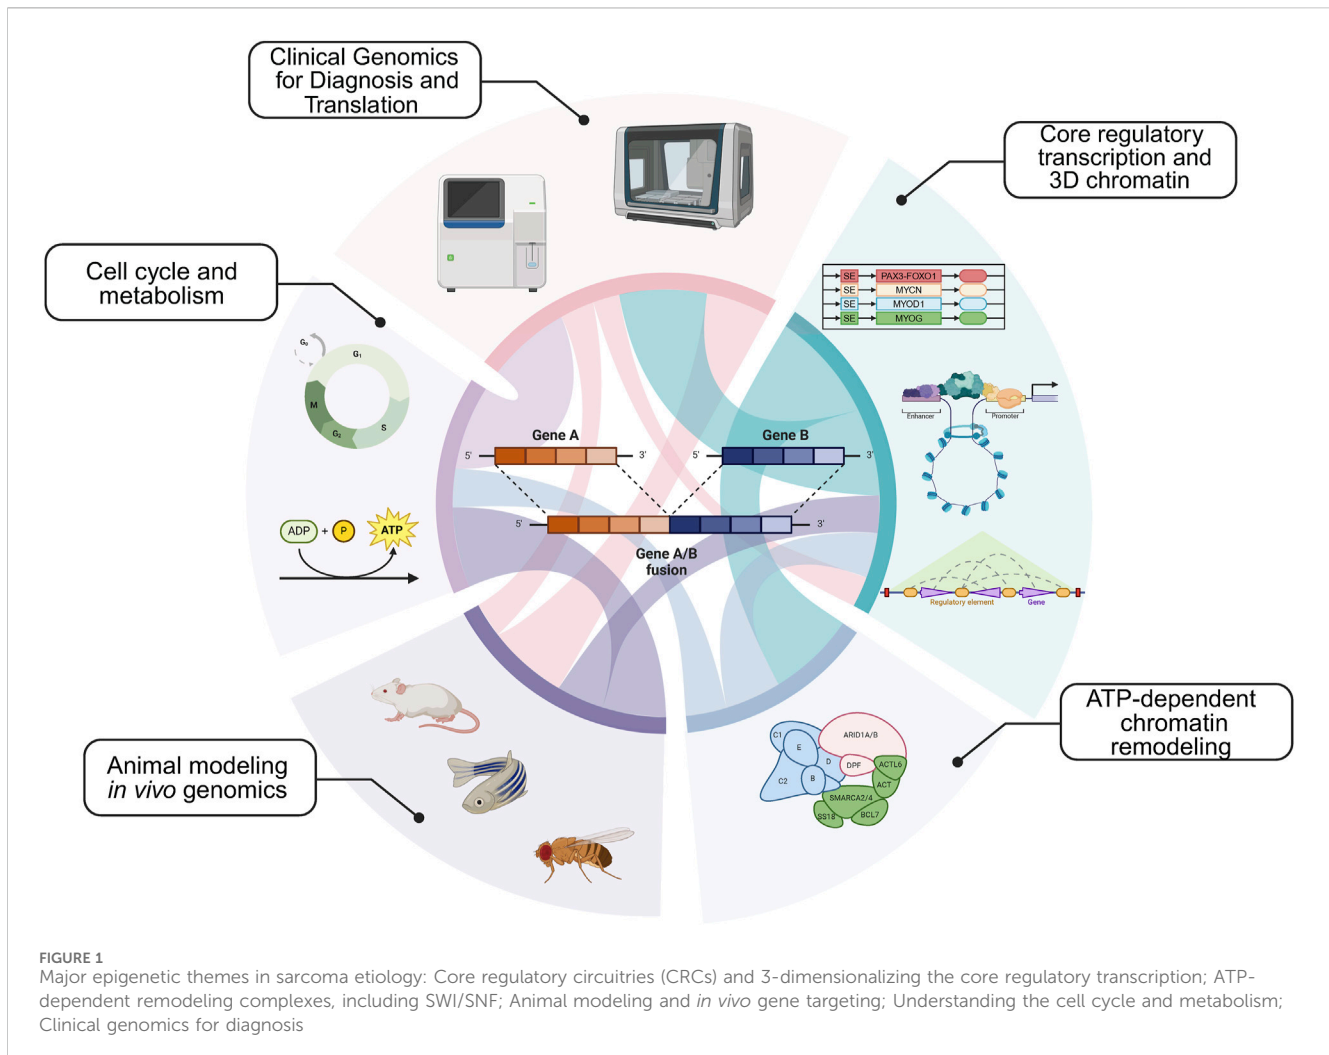 Clinical Genomics
for Diagnosis and
Translation
Core regulatory
transcription and
3D chromatin
Cell cycle and
metabolism
SE PAX3-FOXO1
SE MYCN
SE MYOD1
SE MYOG
G₀
G₁
M
S
G₂
Enhancer
Promoter
Gene A
Gene B
5' 3'
5' 3'
5' 3'
Gene A/B
fusion
ADP + P ATP
Regulatory element Gene
ATP-dependent
chromatin
remodeling
C1
ARID1A/B
E
D
DPF
ACTL6
C2
B
ACT
SMARCA2/4
SS18
BCL7
Animal modeling
in vivo genomics
FIGURE 1
Major epigenetic themes in sarcoma etiology: Core regulatory circuitries (CRCs) and 3-dimensionalizing the core regulatory transcription; ATP-
dependent remodeling complexes, including SWI/SNF; Animal modeling and in vivo gene targeting; Understanding the cell cycle and metabolism;
Clinical genomics for diagnosis